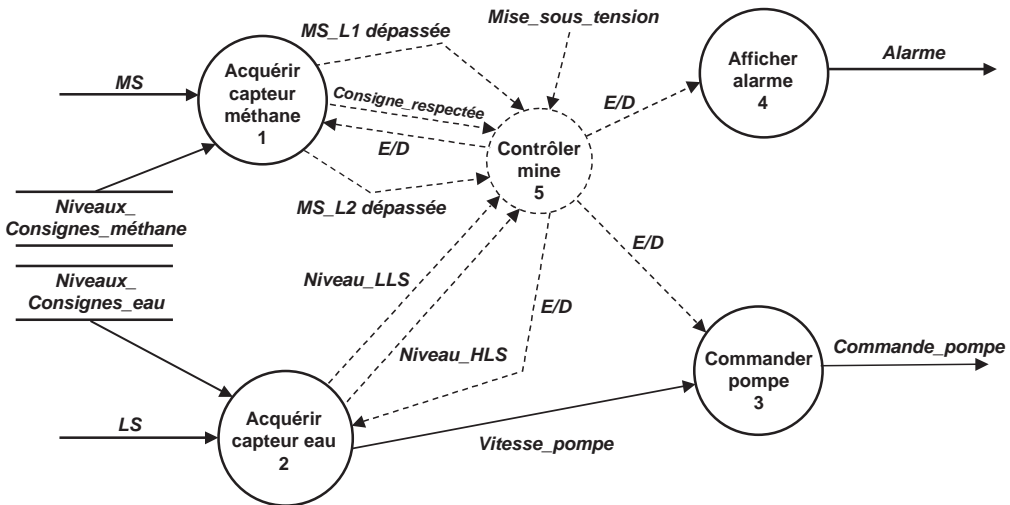 Mise_sous_tension
MS_L1 dépassée
Acquérir
capteur
méthane
1
MS
Consigne_respectée
E/D
MS_L2 dépassée
Contrôler
mine
5
E/D
Afficher
alarme
4
Alarme
Niveaux_
Consignes_méthane
Niveaux_
Consignes_eau
Niveau_LLS
Niveau_HLS
E/D
E/D
Commander
pompe
3
Commande_pompe
LS
Acquérir
capteur eau
2
Vitesse_pompe